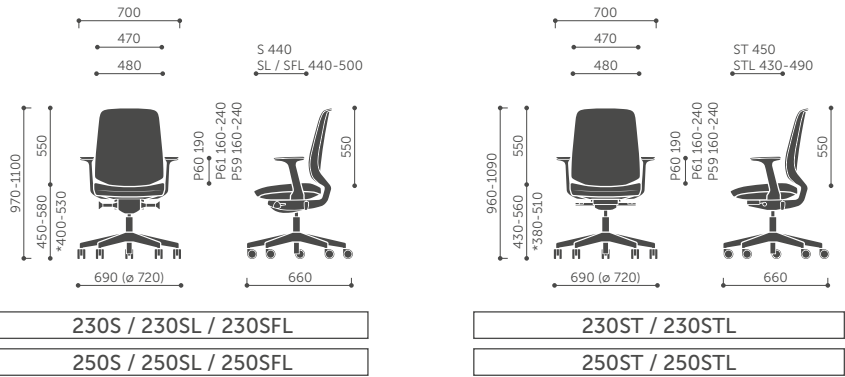 700
470
480
S 440
SL / SFL 440-500
970-1100
550
450-580
*400-530
P60 190
P61 160-240
P59 160-240
550
690 (ø 720)
660
230S / 230SL / 230SFL
250S / 250SL / 250SFL
700
470
480
ST 450
STL 430-490
960-1090
550
430-560
*380-510
P60 190
P61 160-240
P59 160-240
550
690 (ø 720)
660
230ST / 230STL
250ST / 250STL